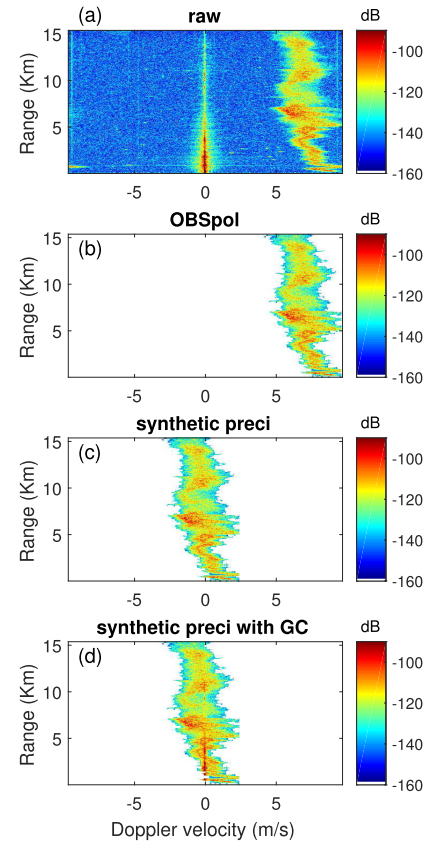 (a) raw dB
Range (Km)
15
10
5
-5 0 5
-100
-120
-140
-160
OBSpol dB
(b)
Range (Km)
15
10
5
-5 0 5
-100
-120
-140
-160
synthetic preci dB
(c)
Range (Km)
15
10
5
-5 0 5
-100
-120
-140
-160
synthetic preci with GC dB
(d)
Range (Km)
15
10
5
-5 0 5
-100
-120
-140
-160
Doppler velocity (m/s)